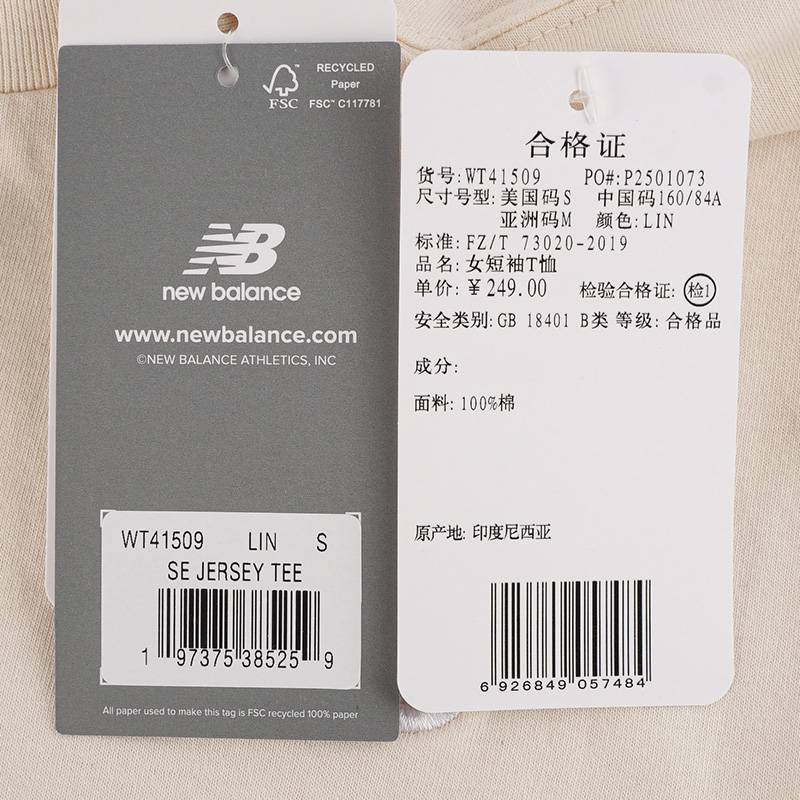 RECYCLED
Paper
FSC™ C117781
FSC
NB
new balance
www.newbalance.com
©NEW BALANCE ATHLETICS, INC
WT41509 LIN S
SE JERSEY TEE
1 97375 38525 9
All paper used to make this tag is FSC recycled 100% paper
合格证
货号: WT41509 PO#: P2501073
尺寸号型: 美国码S 中国码160/84A
亚洲码M 颜色: LIN
标准: FZ/T 73020-2019
品名: 女短袖T恤
单价: ¥249.00 检验合格证: 检1
安全类别: GB 18401 B类 等级: 合格品
成分:
面料: 100%棉
原产地: 印度尼西亚
6 926849 057484